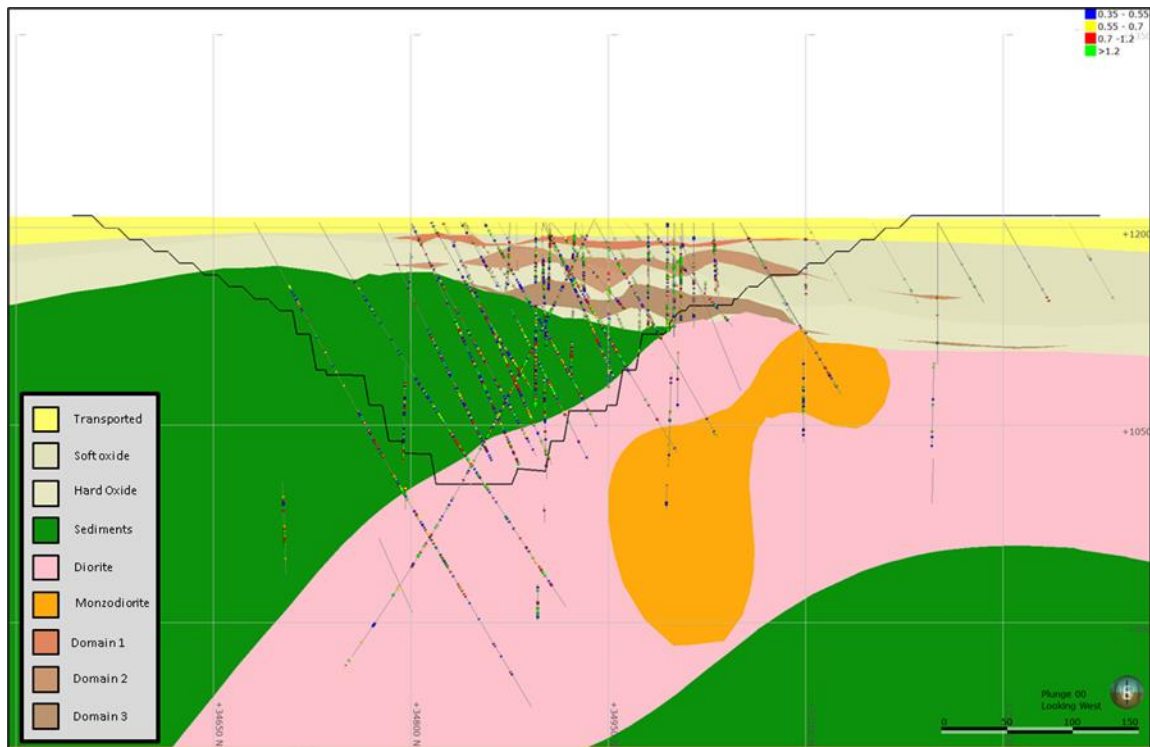 0.35 - 0.55
0.55 - 0.7
0.7 -1.2
>1.2
+1200
+1050
Transported
Soft oxide
Hard Oxide
Sediments
Diorite
Monzodiorite
Domain 1
Domain 2
Domain 3
+34650 N
+34800 N
Plunge 00
Looking West
0 50 100 150